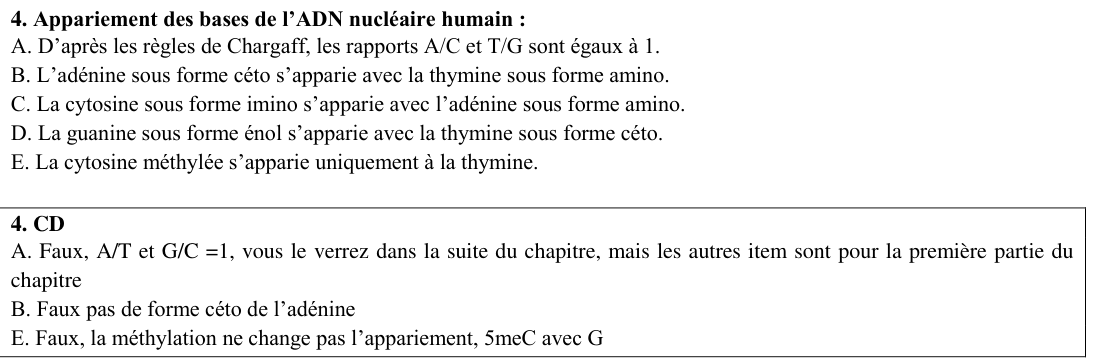 4. Appariement des bases de l’ADN nucléaire humain :
A. D’après les règles de Chargaff, les rapports A/C et T/G sont égaux à 1.
B. L’adénine sous forme céto s’apparie avec la thymine sous forme amino.
C. La cytosine sous forme imino s’apparie avec l’adénine sous forme amino.
D. La guanine sous forme énol s’apparie avec la thymine sous forme céto.
E. La cytosine méthylée s’apparie uniquement à la thymine.
4. CD
A. Faux, A/T et G/C =1, vous le verrez dans la suite du chapitre, mais les autres item sont pour la première partie du
chapitre
B. Faux pas de forme céto de l’adénine
E. Faux, la méthylation ne change pas l’appariement, 5meC avec G